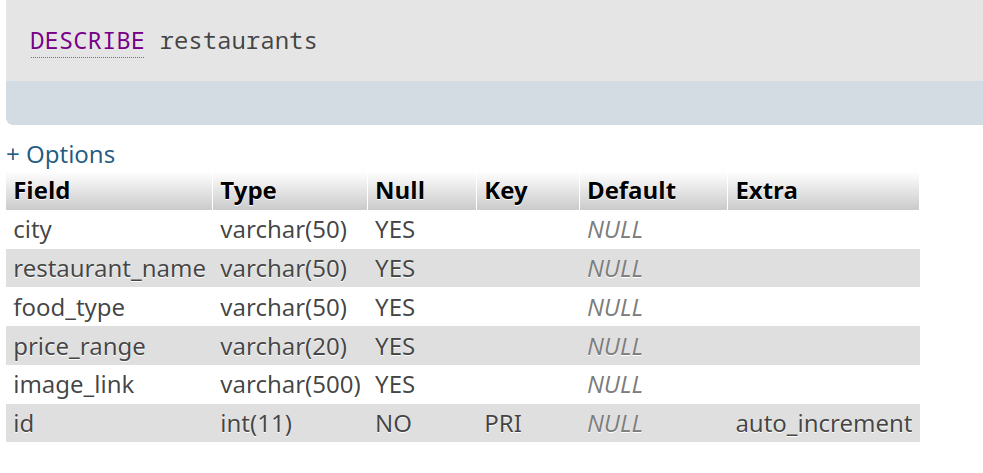 DESCRIBE restaurants
+ Options
Field Type Null Key Default Extra
city varchar(50) YES NULL
restaurant_name varchar(50) YES NULL
food_type varchar(50) YES NULL
price_range varchar(20) YES NULL
image_link varchar(500) YES NULL
id int(11) NO PRI NULL auto_increment